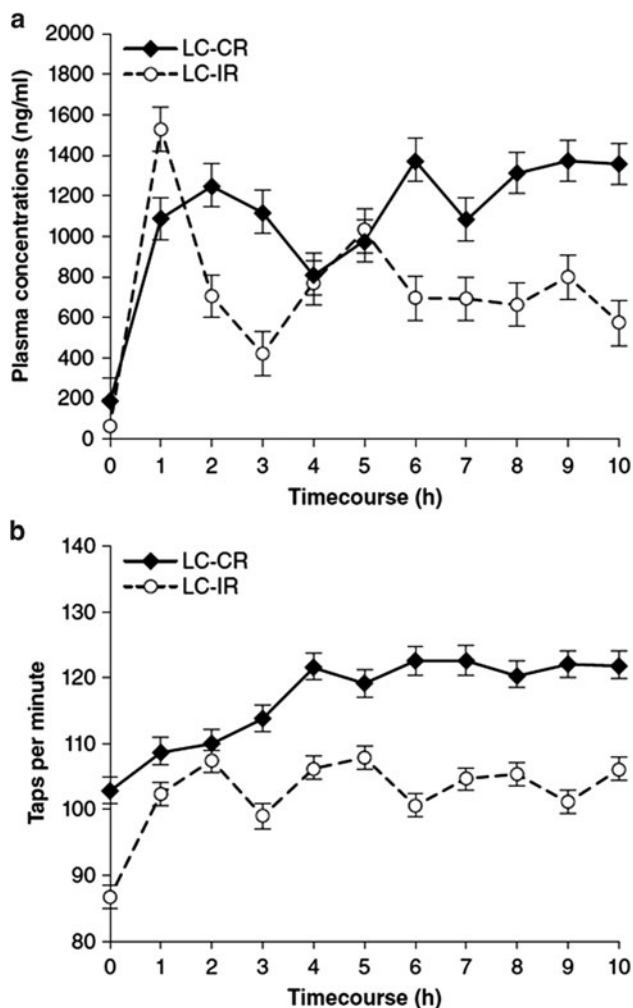 a
2000
1800
1600
1400
1200
1000
800
600
400
200
0
Plasma concentrations (ng/ml)
LC-CR
LC-IR
0 1 2 3 4 5 6 7 8 9 10
Timecourse (h)
b
140
130
120
110
100
90
80
Taps per minute
LC-CR
LC-IR
0 1 2 3 4 5 6 7 8 9 10
Timecourse (h)